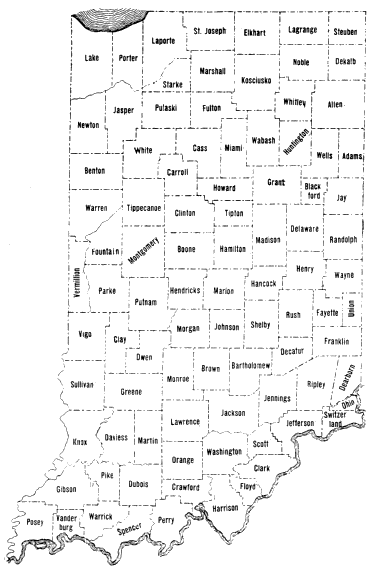 Lake
Porter
Laporte
St. Joseph
Elkhart
Lagrange
Steuben
Noble
Dekalb
Marshall
Kosciusko
Starke
Whitley
Allen
Newton
Jasper
Pulaski
Fulton
Huntington
Wabash
Miami
White
Cass
Wells
Adams
Benton
Carroll
Grant
Howard
Black
ford
Jay
Warren
Tippecanoe
Clinton
Tipton
Delaware
Randolph
Madison
Fountain
Montgomery
Boone
Hamilton
Henry
Wayne
Vermillion
Parke
Putnam
Hendricks
Marion
Hancock
Rush
Fayette
Union
Vigo
Clay
Morgan
Johnson
Shelby
Franklin
Owen
Decatur
Sullivan
Greene
Monroe
Brown
Bartholomew
Ripley
Dearborn
Jennings
Ohio
Jackson
Lawrence
Jefferson
Switzer
land
Knox
Daviess
Martin
Scott
Washington
Orange
Clark
Pike
Gibson
Dubois
Crawford
Floyd
Harrison
Posey
Vander
burg
Warrick
Spencer
Perry